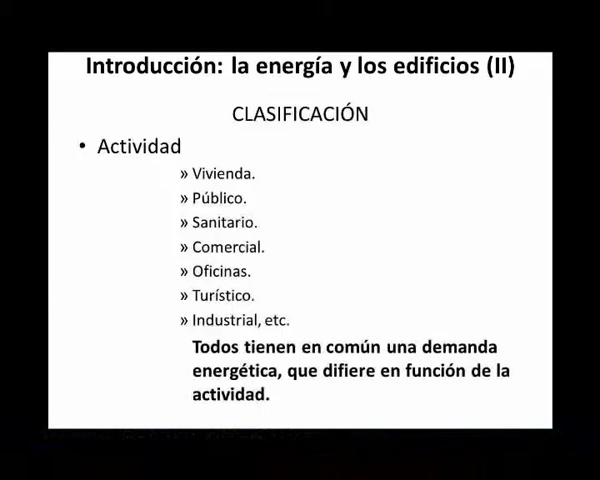 Introducción: la energía y los edificios (II)
CLASIFICACIÓN
• Actividad
» Vivienda.
» Público.
» Sanitario.
» Comercial.
» Oficinas.
» Turístico.
» Industrial, etc.
Todos tienen en común una demanda
energética, que difiere en función de la
actividad.